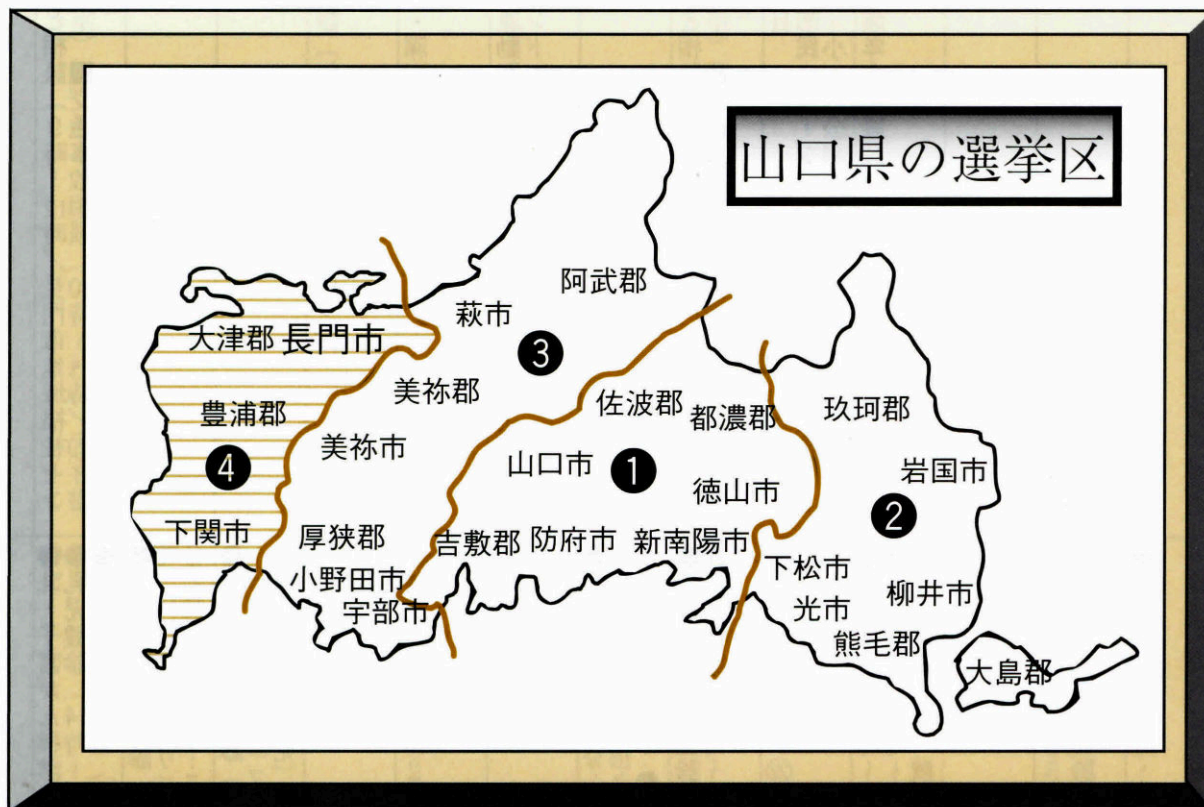 山口県の選挙区
阿武郡
萩市
3
大津郡 長門市
美祢郡
佐波郡
都濃郡
玖珂郡
豊浦郡
美祢市
4
山口市
1
岩国市
徳山市
2
下関市
厚狭郡
吉敷郡
防府市
新南陽市
下松市
小野田市
柳井市
宇部市
光市
熊毛郡
大島郡